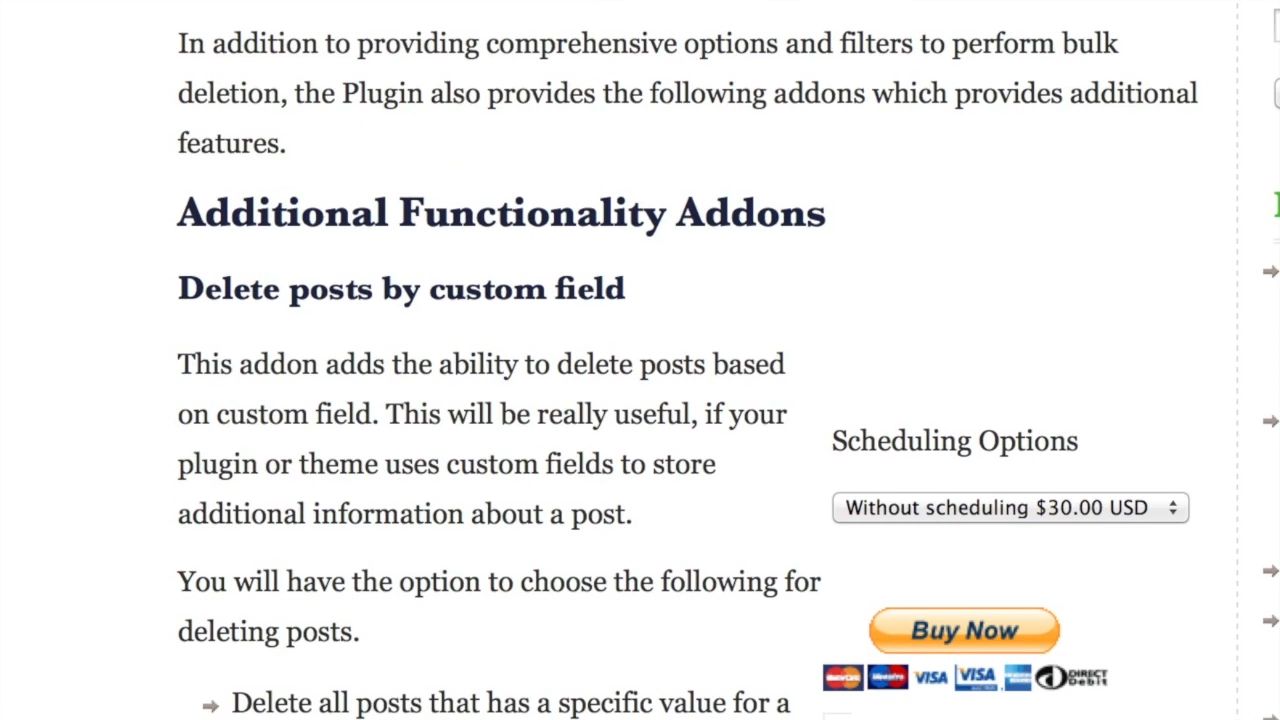 In addition to providing comprehensive options and filters to perform bulk
deletion, the Plugin also provides the following addons which provides additional
features.
Additional Functionality Addons
Delete posts by custom field
This addon adds the ability to delete posts based
on custom field. This will be really useful, if your
plugin or theme uses custom fields to store
additional information about a post.
Scheduling Options
Without scheduling $30.00 USD
You will have the option to choose the following for
deleting posts.
Buy Now
MasterCard Maestro VISA VISA DIRECT
Debit
Delete all posts that has a specific value for a